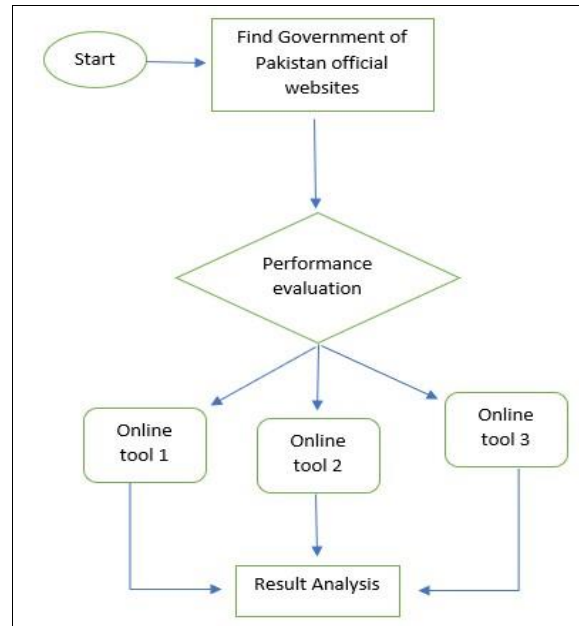 Start
Find Government of
Pakistan official
websites
Performance
evaluation
Online
tool 1
Online
tool 2
Online
tool 3
Result Analysis